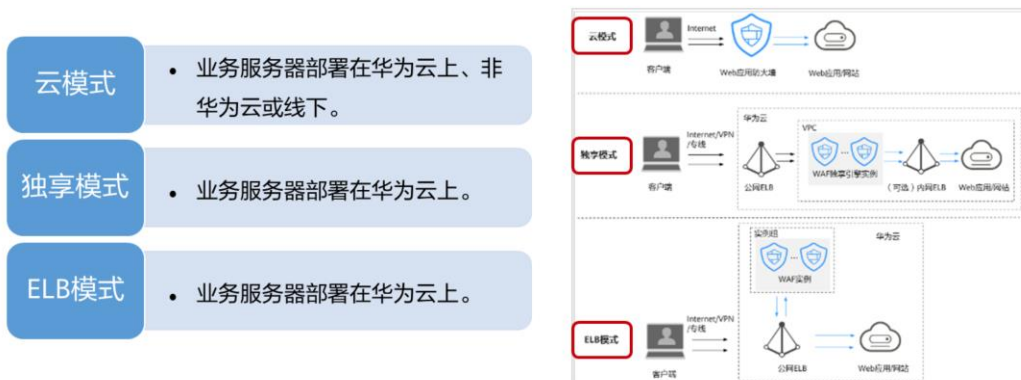 云模式
• 业务服务器部署在华为云上、非
华为云或线下。
独享模式
• 业务服务器部署在华为云上。
ELB模式
• 业务服务器部署在华为云上。
云模式
Internet
客户端
Web应用防火墙
Web应用/网站
华为云
VPC
独享模式
Internet/VPN
/专线
WAF独享引擎实例
客户端
公网ELB
(可选)内网ELB
Web应用/网站
实例组
华为云
WAF实例
ELB模式
Internet/VPN
/专线
客户端
公网ELB
Web应用/网站